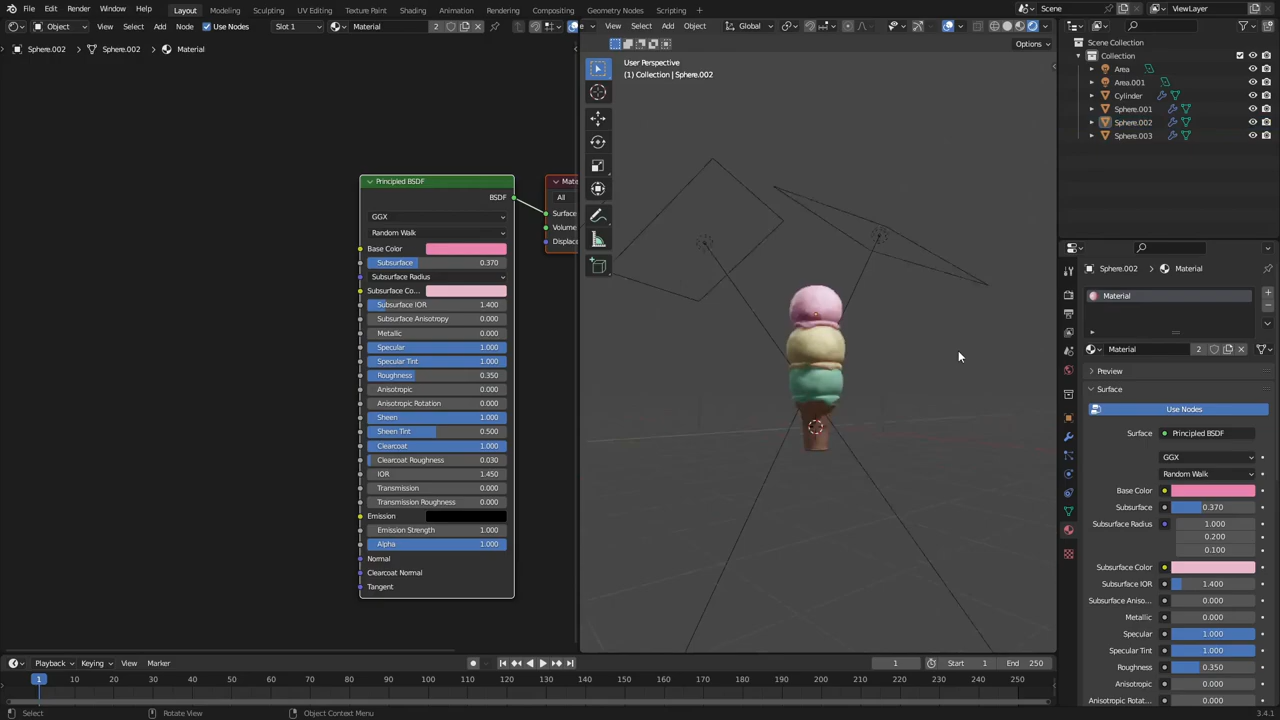 File Edit Render Window Help Layout Modeling Sculpting UV Editing Texture Paint Shading Animation Rendering Compositing Geometry Nodes Scripting Scene ViewLayer
Object View Select Add Node Use Nodes Slot 1 Material 2
View Select Add Object Global
Options
Sphere.002 Sphere.002 Material
User Perspective
(1) Collection | Sphere.002
Principled BSDF
BSDF
GGX
Random Walk
Base Color
Subsurface 0.370
Subsurface Radius
Subsurface Co...
Subsurface IOR 1.400
Subsurface Anisotropy 0.000
Metallic 0.000
Specular 1.000
Specular Tint 1.000
Roughness 0.350
Anisotropic 0.000
Anisotropic Rotation 0.000
Sheen 1.000
Sheen Tint 0.500
Clearcoat 1.000
Clearcoat Roughness 0.030
IOR 1.450
Transmission 0.000
Transmission Roughness 0.000
Emission
Emission Strength 1.000
Alpha 1.000
Normal
Clearcoat Normal
Tangent
Mate
All
Surface
Volume
Displac
Scene Collection
Collection
Area
Area.001
Cylinder
Sphere.001
Sphere.002
Sphere.003
Sphere.002 Material
Material
Material 2
Preview
Surface
Use Nodes
Surface Principled BSDF
GGX
Random Walk
Base Color
Subsurface 0.370
Subsurface Radius 1.000
0.200
0.100
Subsurface Color
Subsurface IOR 1.400
Subsurface Aniso... 0.000
Metallic 0.000
Specular 1.000
Specular Tint 1.000
Roughness 0.350
Anisotropic 0.000
Anisotropic Rotat... 0.000
Playback Keying View Marker 1 Start 1 End 250
1 10 20 30 40 50 60 70 80 90 100 110 120 130 140 150 160 170 180 190 200 210 220 230 240 250
Select Rotate View Object Context Menu 3.4.1